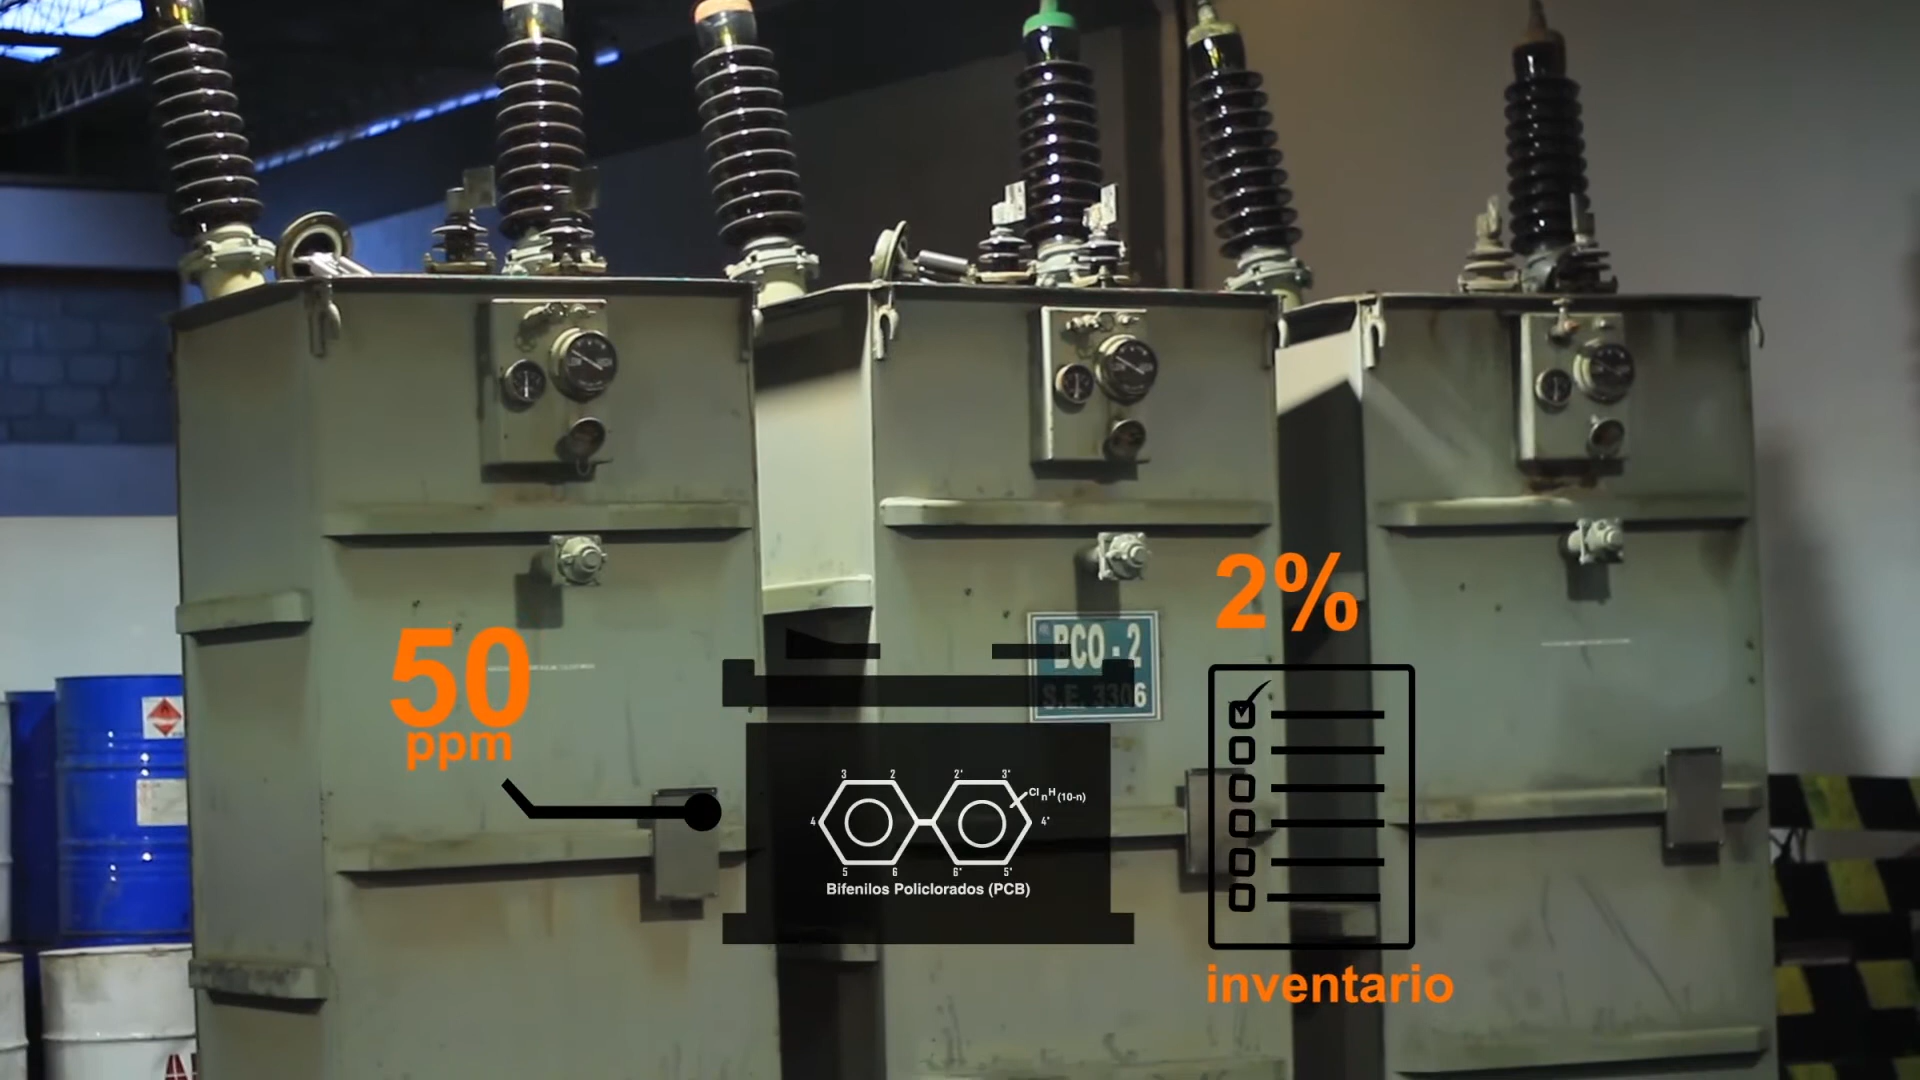 2%
BCO - 2
S.E. 3306
50
ppm
3 2 2' 3'
Cl n H (10-n)
4 4'
5 6 6' 5'
Bifenilos Policlorados (PCB)
inventario